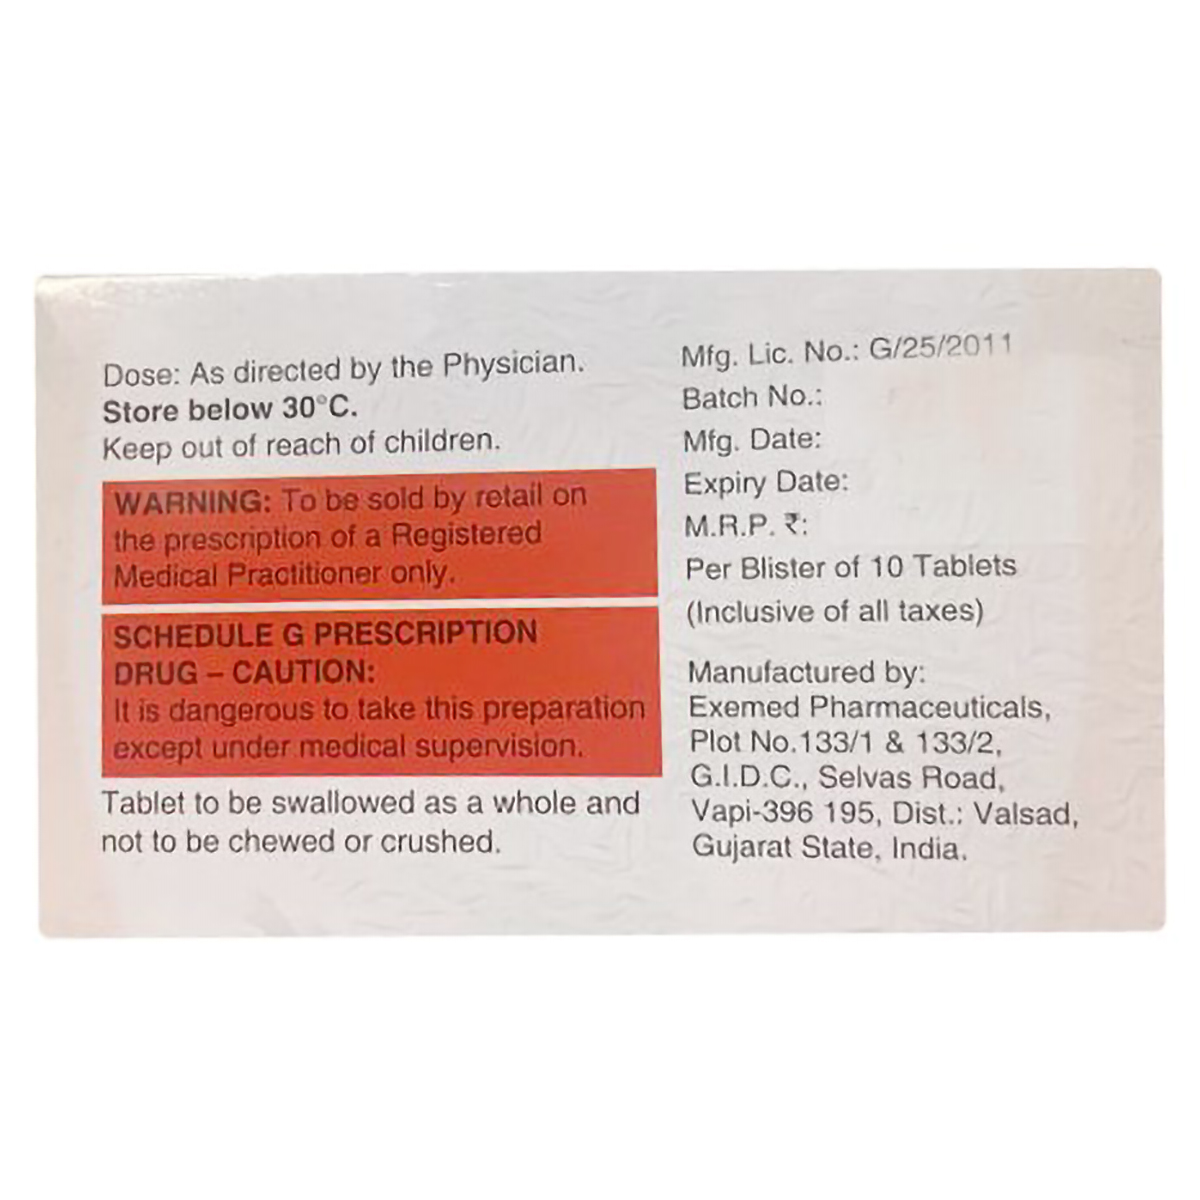 Dose: As directed by the Physician.
Store below 30°C.
Keep out of reach of children.
WARNING: To be sold by retail on
the prescription of a Registered
Medical Practitioner only.
SCHEDULE G PRESCRIPTION
DRUG – CAUTION:
It is dangerous to take this preparation
except under medical supervision.
Tablet to be swallowed as a whole and
not to be chewed or crushed.
Mfg. Lic. No.: G/25/2011
Batch No.:
Mfg. Date:
Expiry Date:
M.R.P. ₹:
Per Blister of 10 Tablets
(Inclusive of all taxes)
Manufactured by:
Exemed Pharmaceuticals,
Plot No.133/1 & 133/2,
G.I.D.C., Selvas Road,
Vapi-396 195, Dist.: Valsad,
Gujarat State, India.